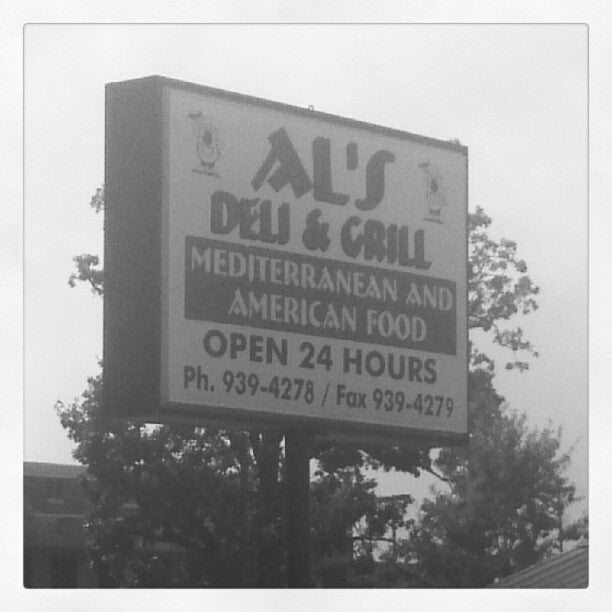 AL'S
DELI & GRILL
MEDITERRANEAN AND
AMERICAN FOOD
OPEN 24 HOURS
Ph. 939-4278 / Fax 939-4279